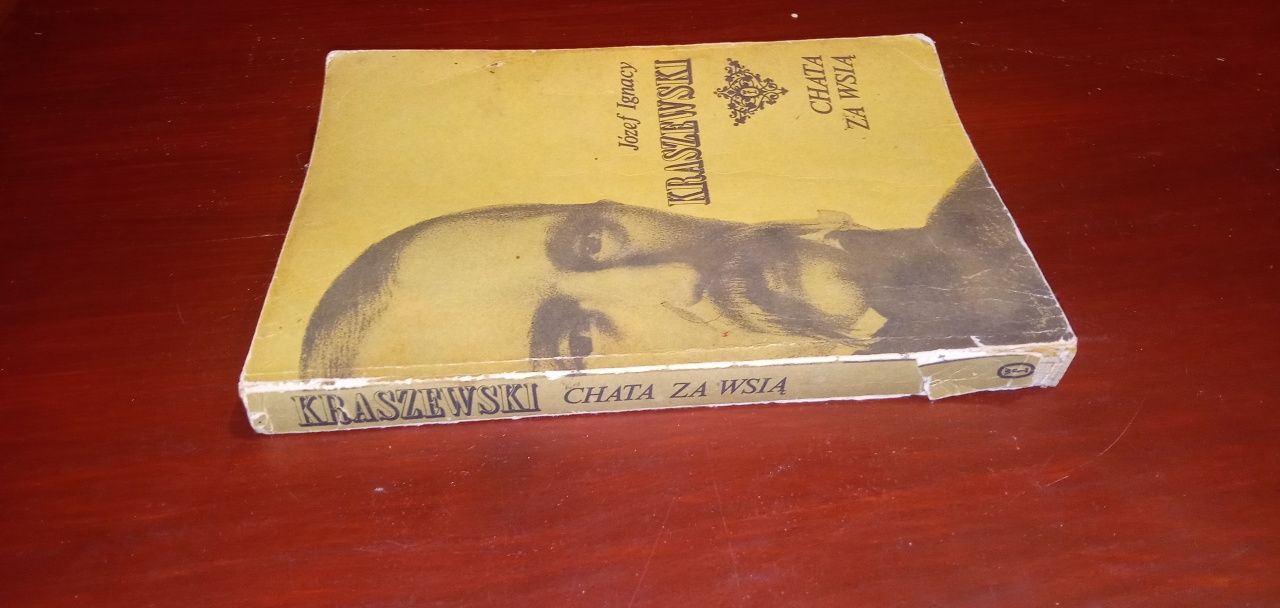 Józef Ignacy
KRASZEWSKI
CHATA
ZA WSIĄ
KRASZEWSKI CHATA ZA WSIĄ